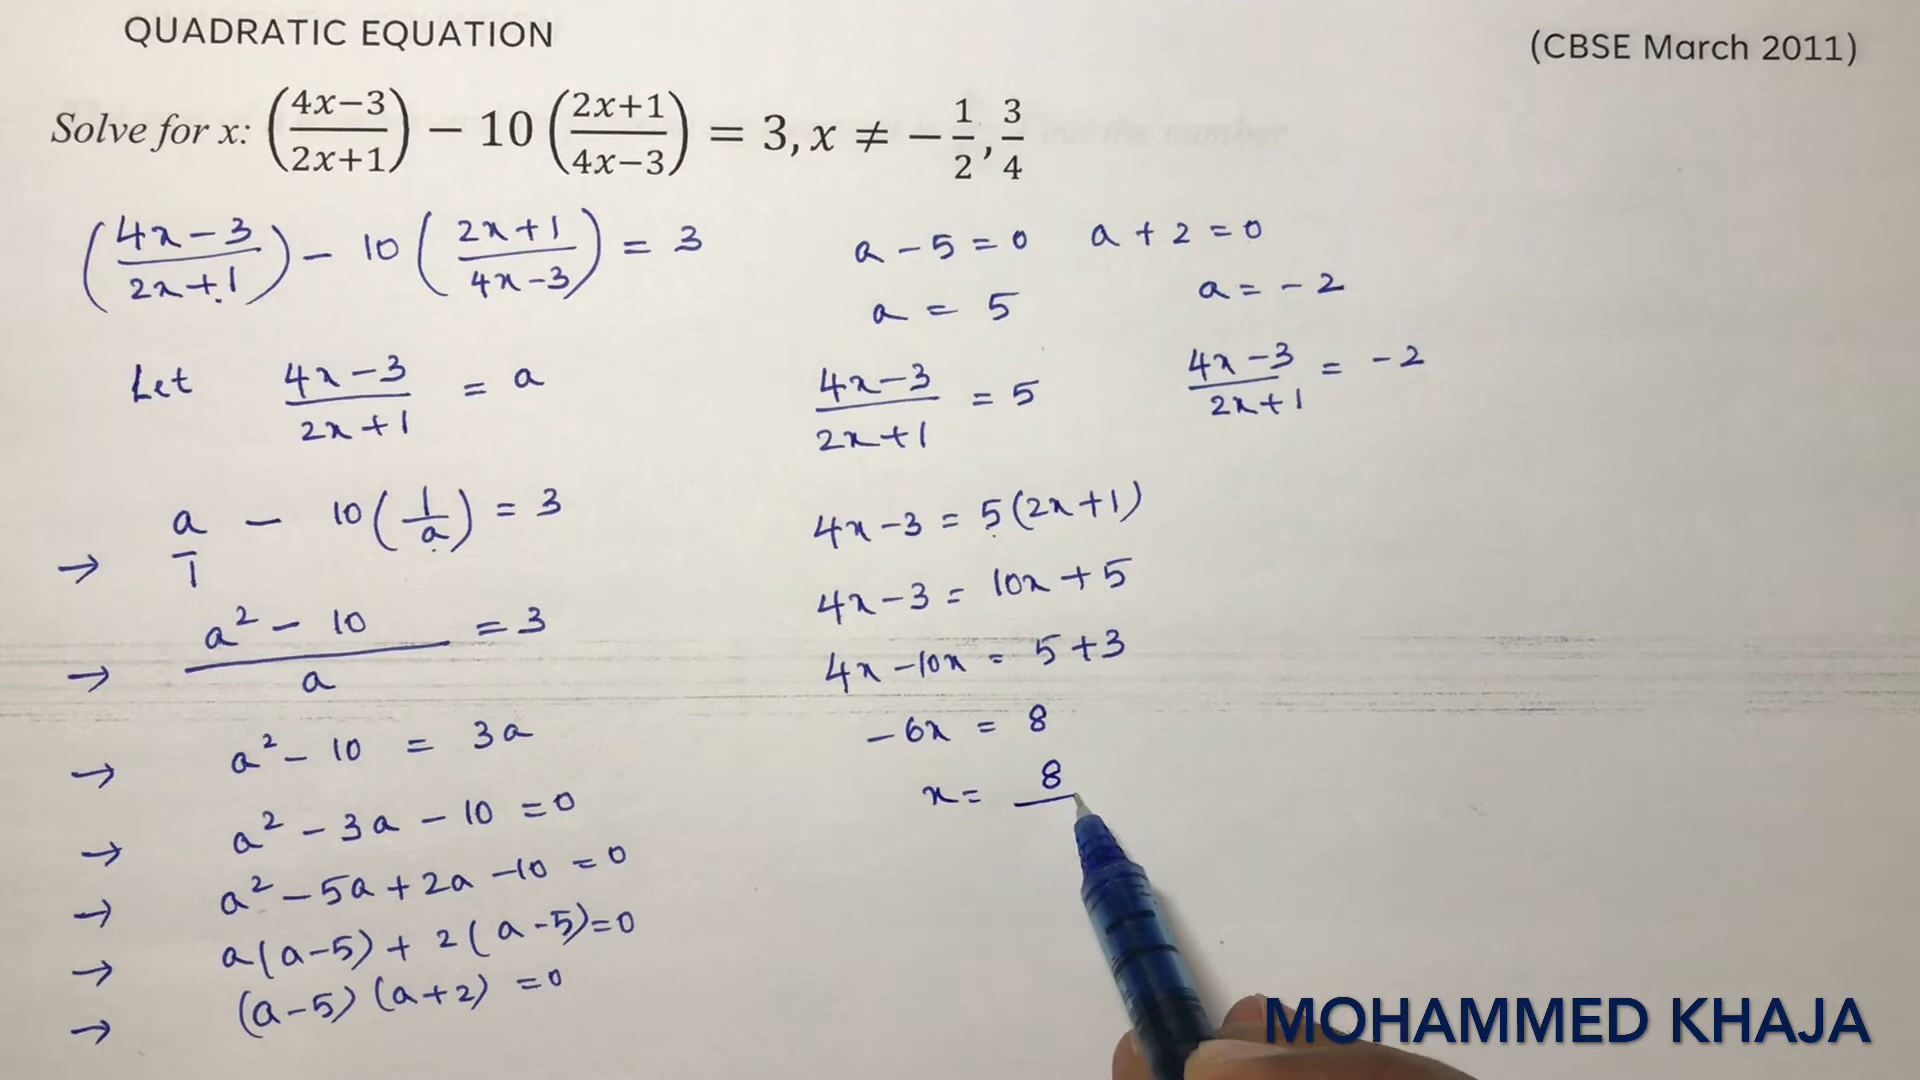 QUADRATIC EQUATION
(CBSE March 2011)
Solve for x: ((4x−3)/(2x+1)) − 10 ((2x+1)/(4x−3)) = 3, x ≠ −1/2, 3/4
((4x−3)/(2x+1)) − 10 ((2x+1)/(4x−3)) = 3
Let (4x−3)/(2x+1) = a
→ a/1 − 10(1/a) = 3
→ (a² − 10)/a = 3
→ a² − 10 = 3a
→ a² − 3a − 10 = 0
→ a² − 5a + 2a − 10 = 0
→ a(a−5) + 2(a−5) = 0
→ (a−5) (a+2) = 0
a − 5 = 0
a = 5
(4x−3)/(2x+1) = 5
4x−3 = 5(2x+1)
4x−3 = 10x + 5
4x −10x = 5+3
−6x = 8
x = 8
a + 2 = 0
a = −2
(4x−3)/(2x+1) = −2
MOHAMMED KHAJA